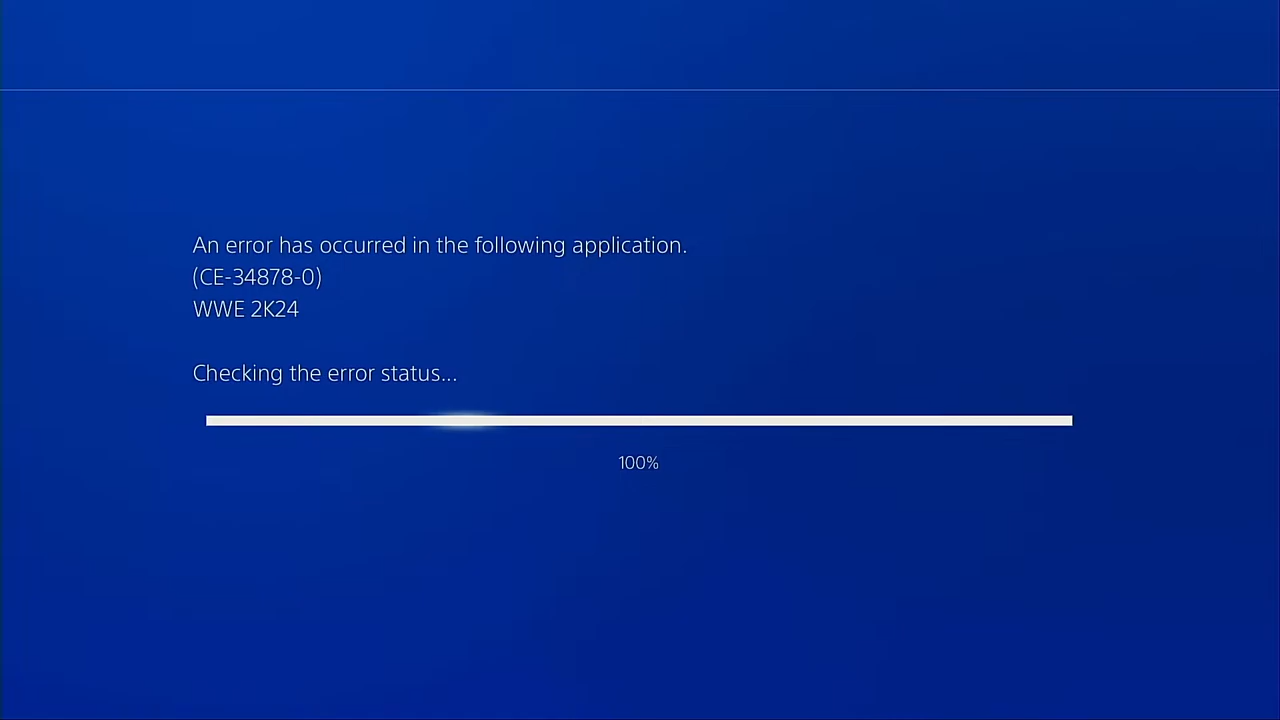 An error has occurred in the following application.
(CE-34878-0)
WWE 2K24
Checking the error status...
100%